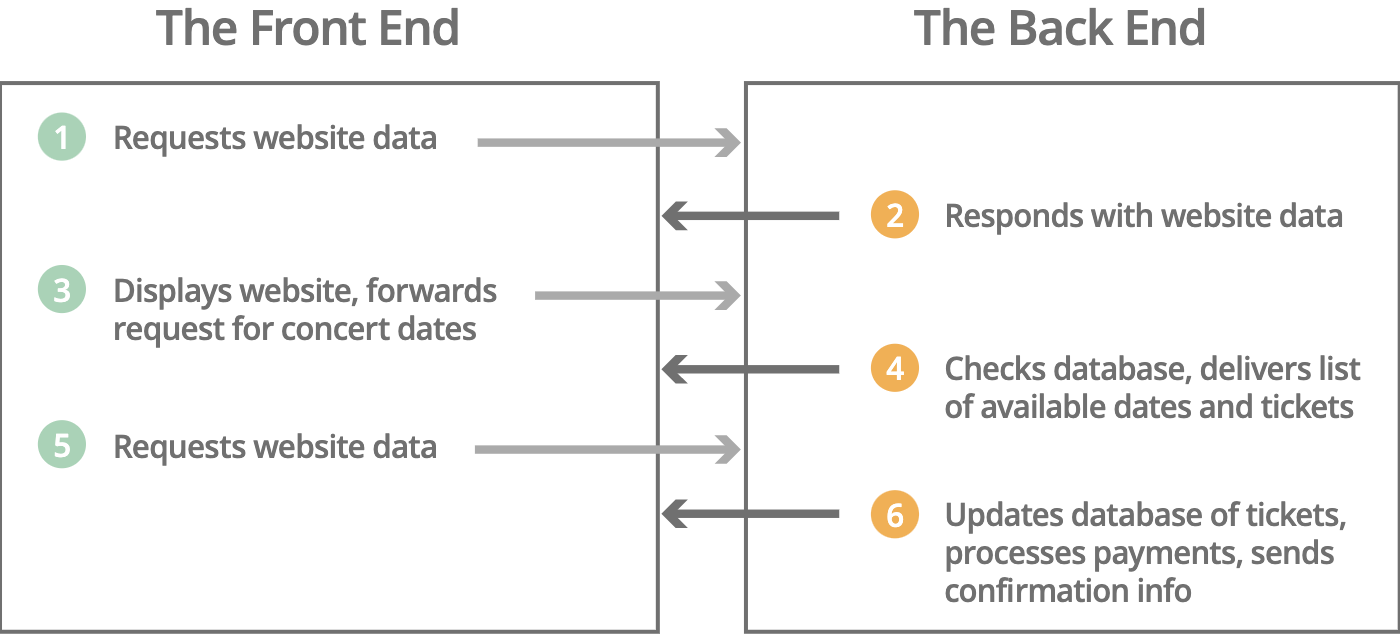 The Front End
The Back End
1 Requests website data
2 Responds with website data
3 Displays website, forwards
request for concert dates
4 Checks database, delivers list
of available dates and tickets
5 Requests website data
6 Updates database of tickets,
processes payments, sends
confirmation info